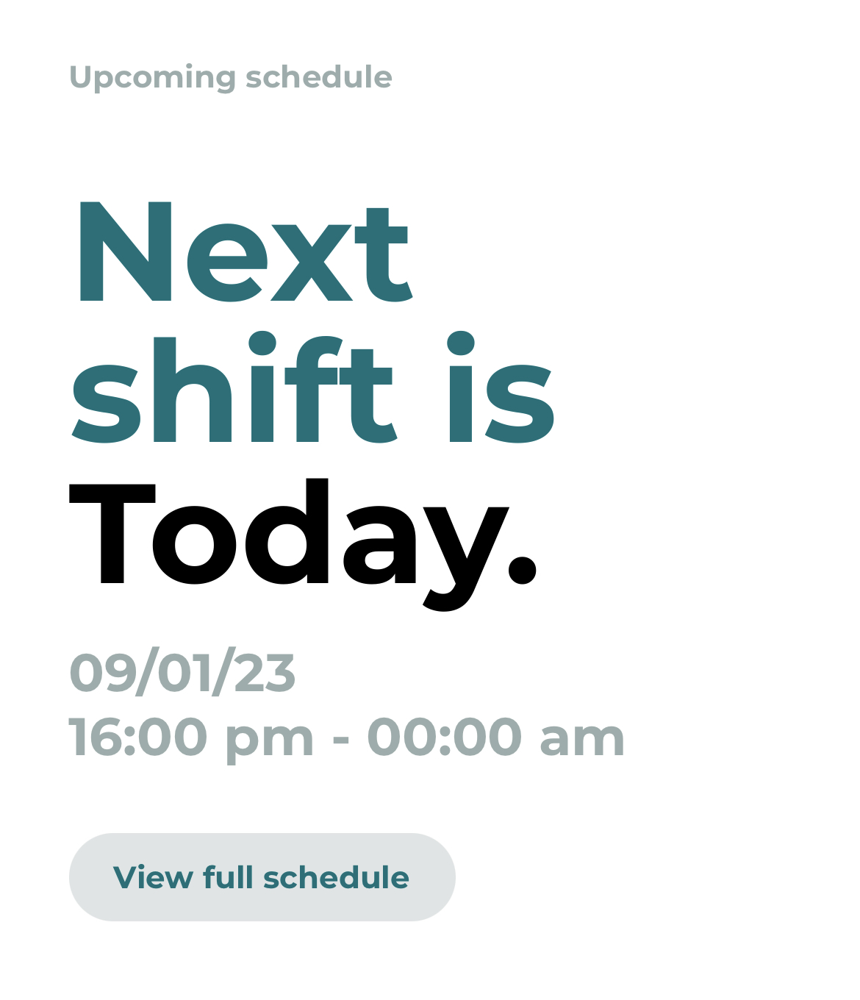 Upcoming schedule
Next
shift is
Today.
09/01/23
16:00 pm - 00:00 am
View full schedule